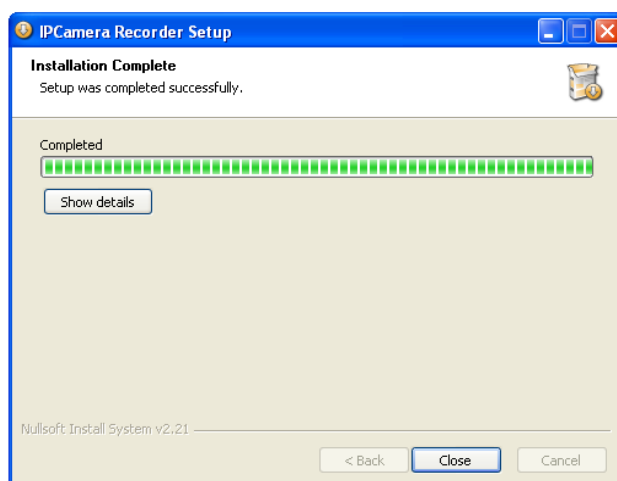 IPCamera Recorder Setup
Installation Complete
Setup was completed successfully.
Completed
Show details
Nullsoft Install System v2.21
< Back Close Cancel